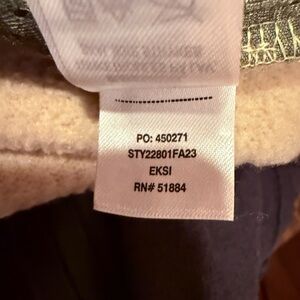 PO: 450271
STY22801FA23
EKSI
RN# 51884